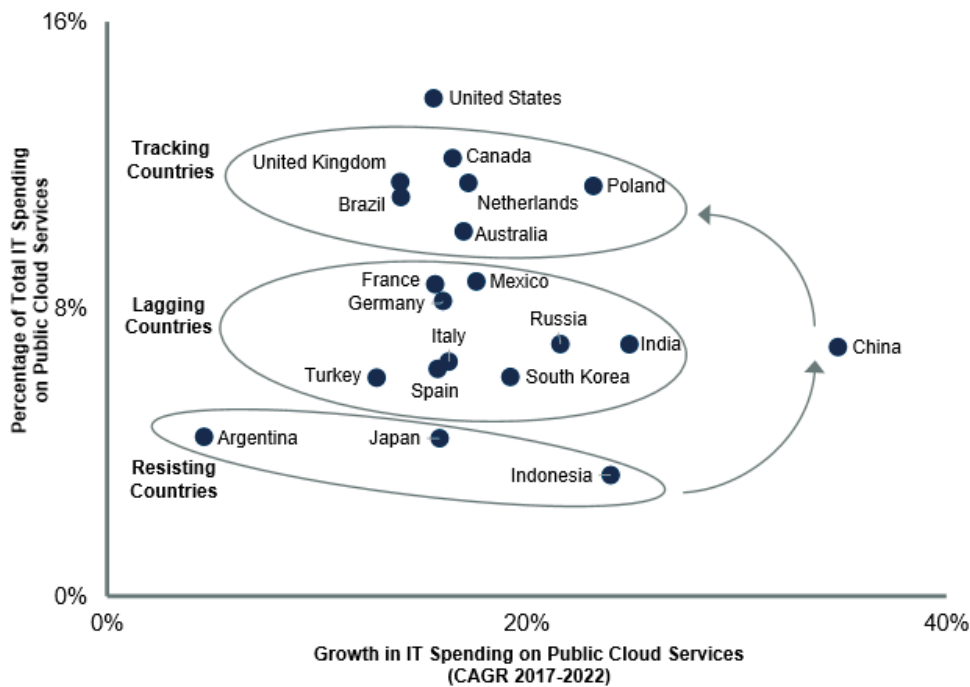 16%
United States
Tracking
Countries
United Kingdom
Canada
Poland
Brazil
Netherlands
Australia
Percentage of Total IT Spending
on Public Cloud Services
France
Mexico
Germany
8%
Lagging
Countries
Italy
Russia
India
China
Turkey
Spain
South Korea
Argentina
Japan
Resisting
Countries
Indonesia
0%
0%
20%
40%
Growth in IT Spending on Public Cloud Services
(CAGR 2017-2022)